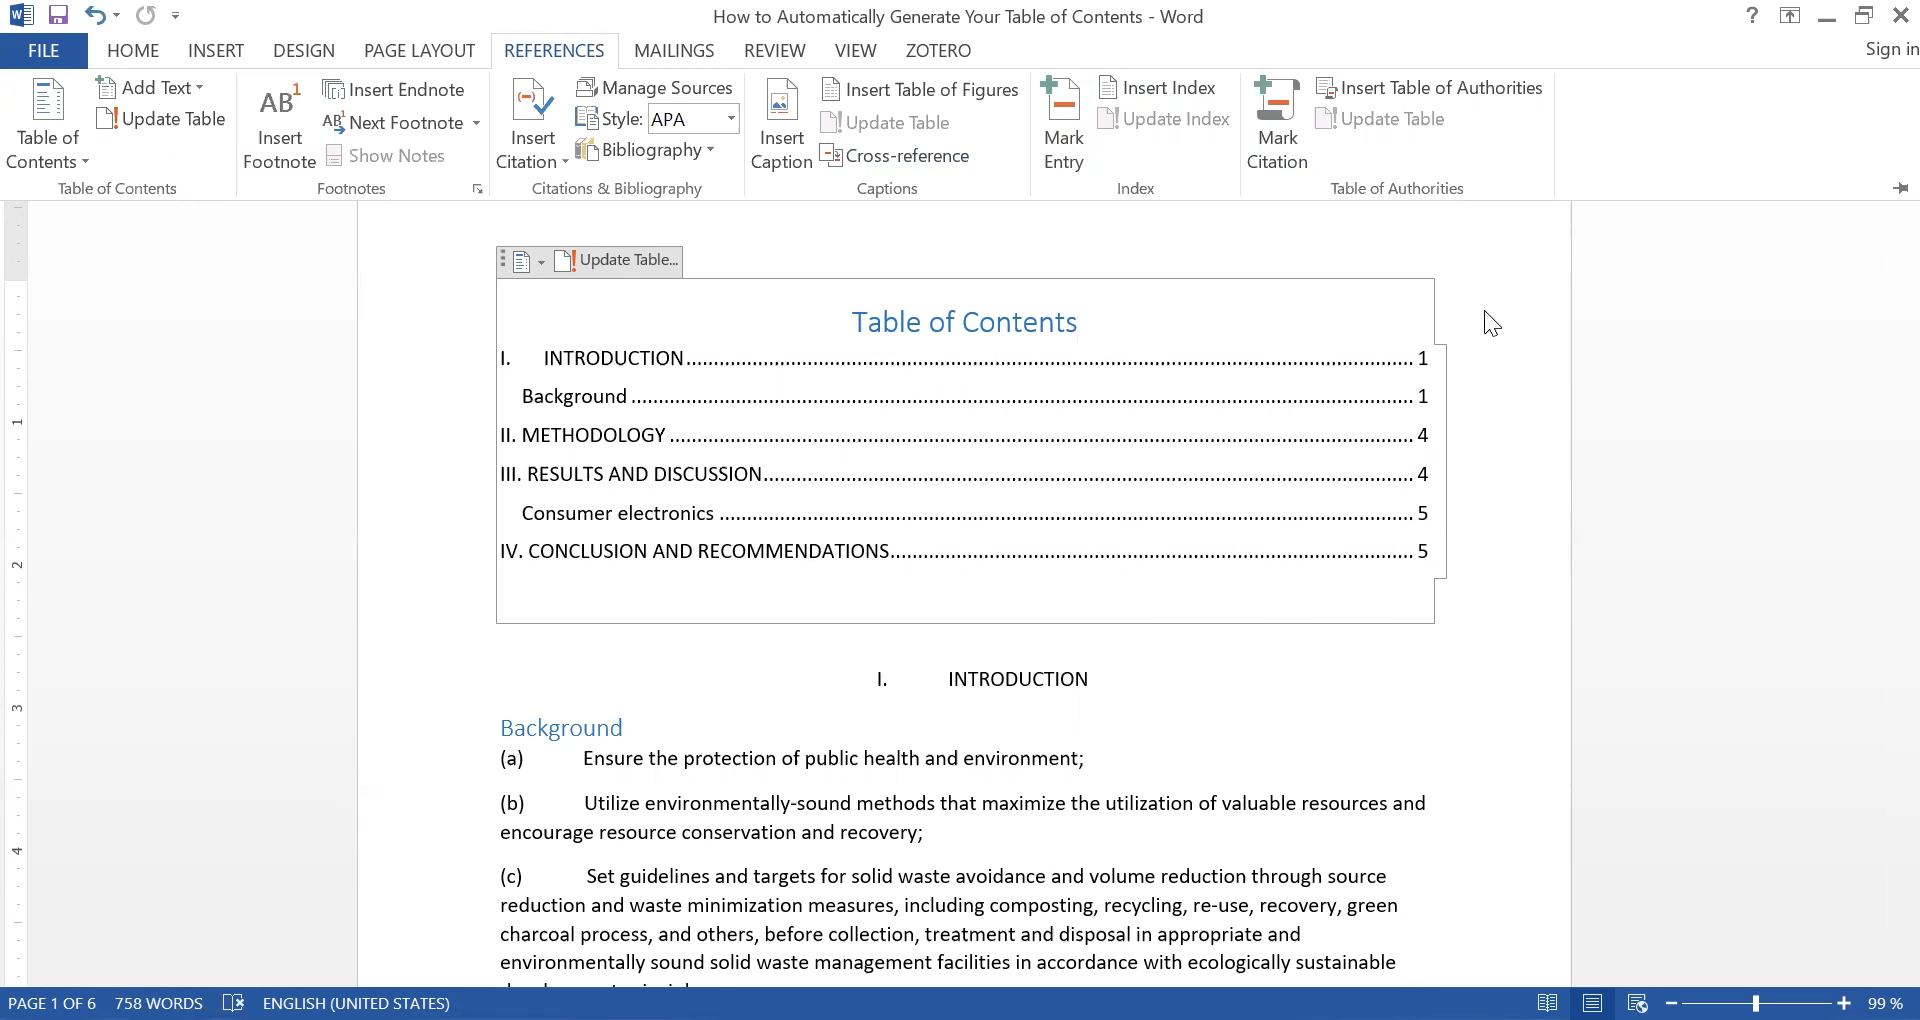 How to Automatically Generate Your Table of Contents - Word
?
FILE HOME INSERT DESIGN PAGE LAYOUT REFERENCES MAILINGS REVIEW VIEW ZOTERO Sign in
Table of Contents
Add Text
Update Table
Table of Contents
AB1
Insert Footnote
Insert Endnote
AB1 Next Footnote
Show Notes
Footnotes
Insert Citation
Manage Sources
Style: APA
Bibliography
Citations & Bibliography
Insert Caption
Insert Table of Figures
Update Table
Cross-reference
Captions
Mark Entry
Insert Index
Update Index
Index
Mark Citation
Insert Table of Authorities
Update Table
Table of Authorities
Update Table...
Table of Contents
I. INTRODUCTION........ 1
Background ........ 1
II. METHODOLOGY ........ 4
III. RESULTS AND DISCUSSION........ 4
Consumer electronics ........ 5
IV. CONCLUSION AND RECOMMENDATIONS........ 5
I. INTRODUCTION
Background
(a) Ensure the protection of public health and environment;
(b) Utilize environmentally-sound methods that maximize the utilization of valuable resources and
encourage resource conservation and recovery;
(c) Set guidelines and targets for solid waste avoidance and volume reduction through source
reduction and waste minimization measures, including composting, recycling, re-use, recovery, green
charcoal process, and others, before collection, treatment and disposal in appropriate and
environmentally sound solid waste management facilities in accordance with ecologically sustainable
1
2
3
4
PAGE 1 OF 6 758 WORDS ENGLISH (UNITED STATES) 99 %